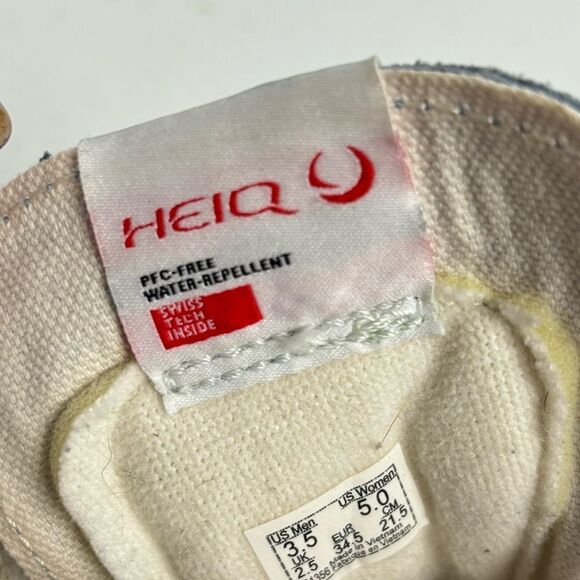 HEIQ
PFC-FREE
WATER-REPELLENT
SWISS
TECH
INSIDE
US Men US Women
3.5 5.0
UK EUR CM
2.5 34.5 21.5
Made in Vietnam
Fabriqué en Vietnam